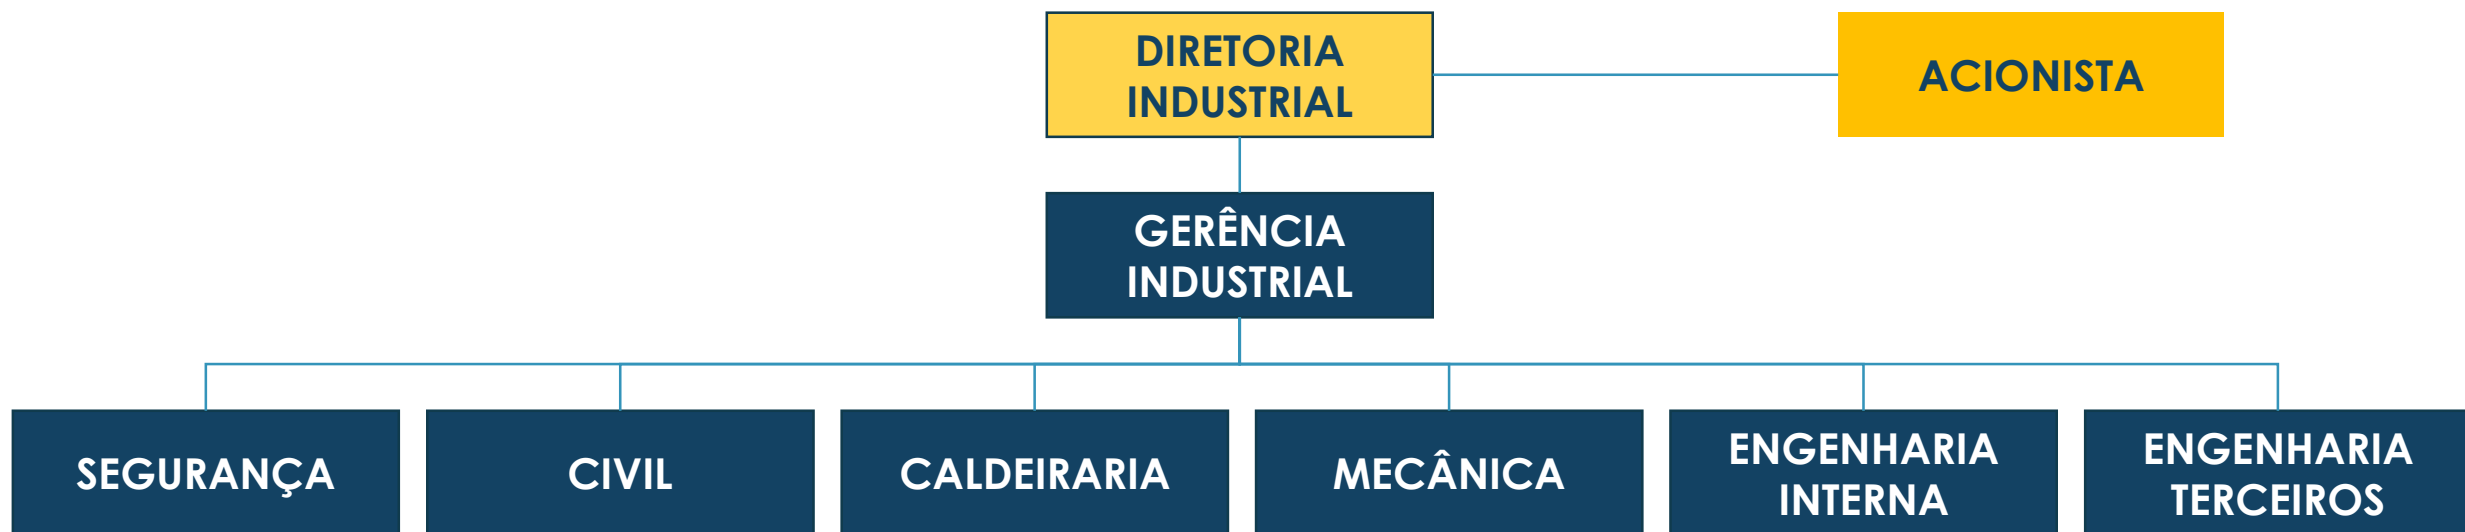 DIRETORIA
INDUSTRIAL
ACIONISTA
GERÊNCIA
INDUSTRIAL
SEGURANÇA
CIVIL
CALDEIRARIA
MECÂNICA
ENGENHARIA
INTERNA
ENGENHARIA
TERCEIROS